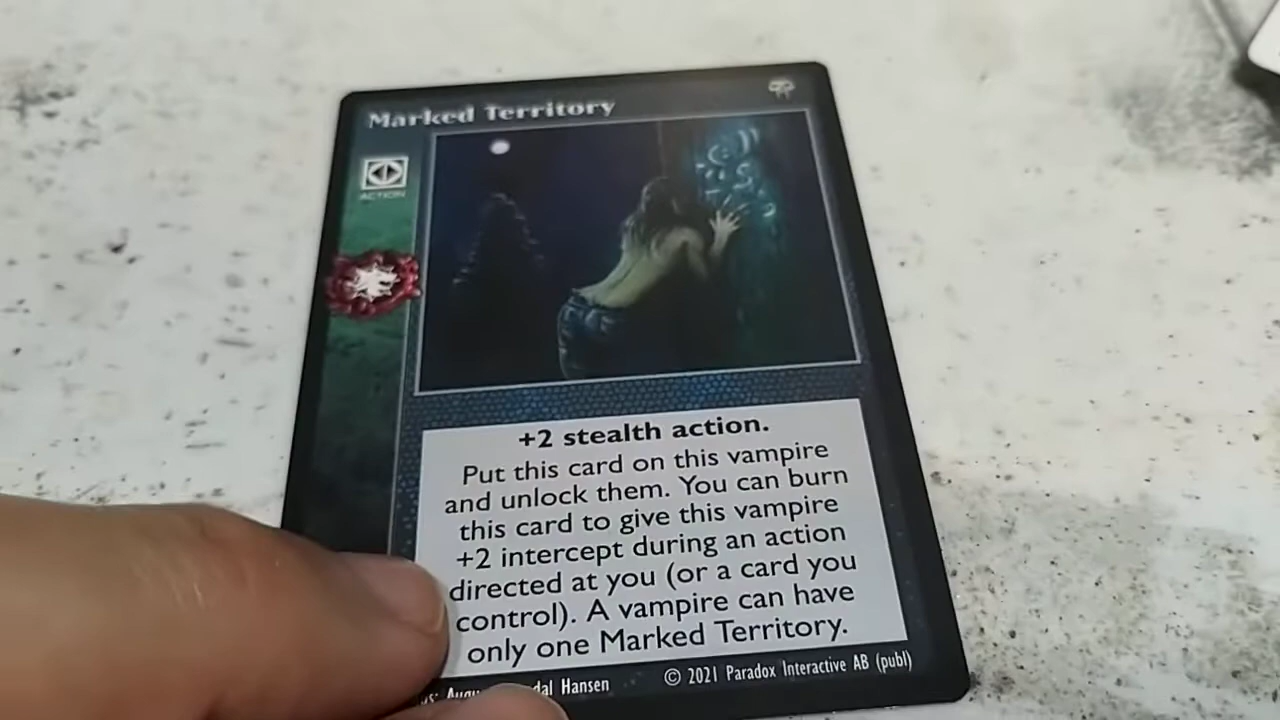 Marked Territory
ACTION
+2 stealth action.
Put this card on this vampire
and unlock them. You can burn
this card to give this vampire
+2 intercept during an action
directed at you (or a card you
control). A vampire can have
only one Marked Territory.
Hansen © 2021 Paradox Interactive AB (publ)